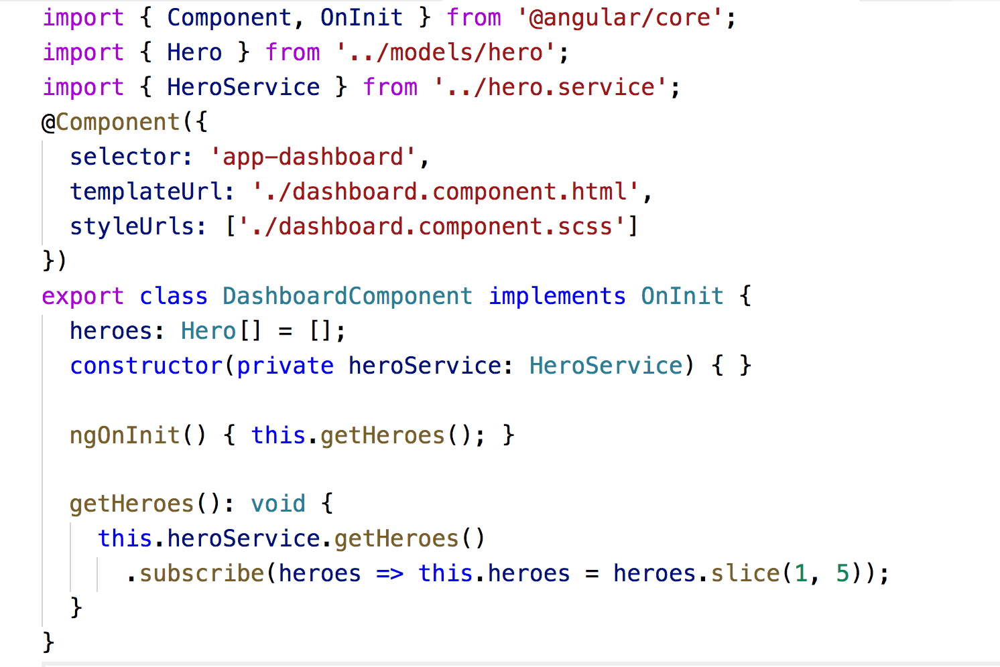 import { Component, OnInit } from '@angular/core';
import { Hero } from '../models/hero';
import { HeroService } from '../hero.service';
@Component({
  selector: 'app-dashboard',
  templateUrl: './dashboard.component.html',
  styleUrls: ['./dashboard.component.scss']
})
export class DashboardComponent implements OnInit {
  heroes: Hero[] = [];
  constructor(private heroService: HeroService) { }

  ngOnInit() { this.getHeroes(); }

  getHeroes(): void {
    this.heroService.getHeroes()
      .subscribe(heroes => this.heroes = heroes.slice(1, 5));
  }
}